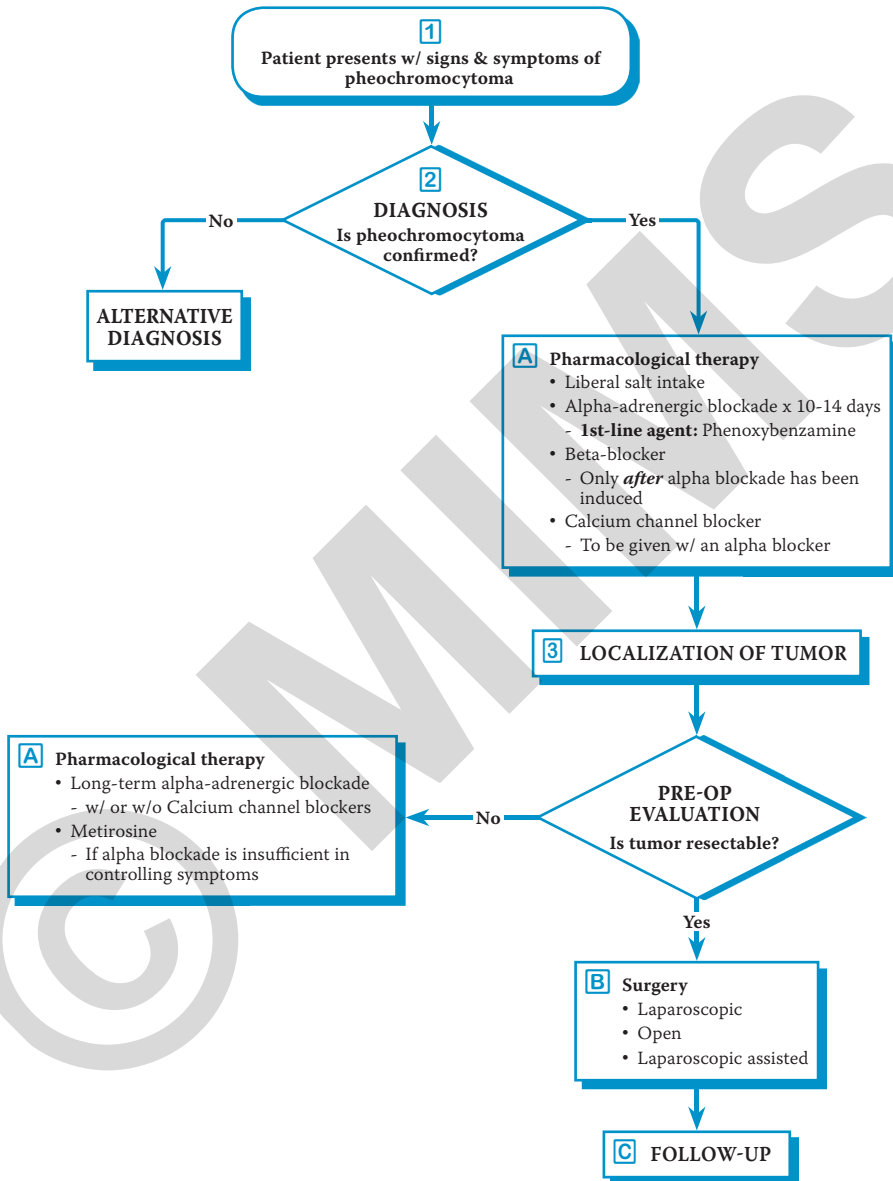 1
Patient presents w/ signs & symptoms of
pheochromocytoma
2
DIAGNOSIS
Is pheochromocytoma
confirmed?
No
Yes
ALTERNATIVE
DIAGNOSIS
A Pharmacological therapy
• Liberal salt intake
• Alpha-adrenergic blockade x 10-14 days
- 1st-line agent: Phenoxybenzamine
• Beta-blocker
- Only after alpha blockade has been
induced
• Calcium channel blocker
- To be given w/ an alpha blocker
3 LOCALIZATION OF TUMOR
PRE-OP
EVALUATION
Is tumor resectable?
No
A Pharmacological therapy
• Long-term alpha-adrenergic blockade
- w/ or w/o Calcium channel blockers
• Metirosine
- If alpha blockade is insufficient in
controlling symptoms
Yes
B Surgery
• Laparoscopic
• Open
• Laparoscopic assisted
C FOLLOW-UP
© MIMS